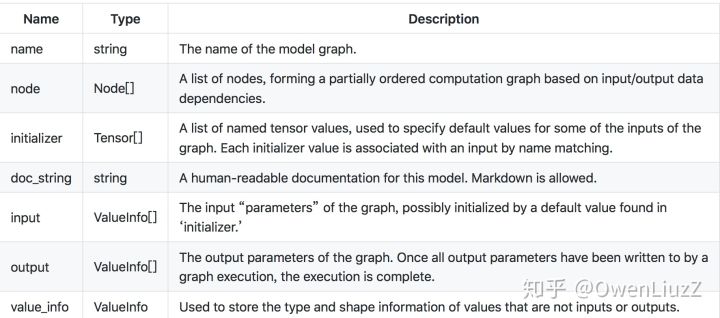 Name Type Description
name string The name of the model graph.
node Node[] A list of nodes, forming a partially ordered computation graph based on input/output data
dependencies.
initializer Tensor[] A list of named tensor values, used to specify default values for some of the inputs of the
graph. Each initializer value is associated with an input by name matching.
doc_string string A human-readable documentation for this model. Markdown is allowed.
input ValueInfo[] The input “parameters” of the graph, possibly initialized by a default value found in
‘initializer.’
output ValueInfo[] The output parameters of the graph. Once all output parameters have been written to by a
graph execution, the execution is complete.
value_info ValueInfo Used to store the type and shape information of values that are not inputs or outputs.
知乎 @OwenLiuzZ